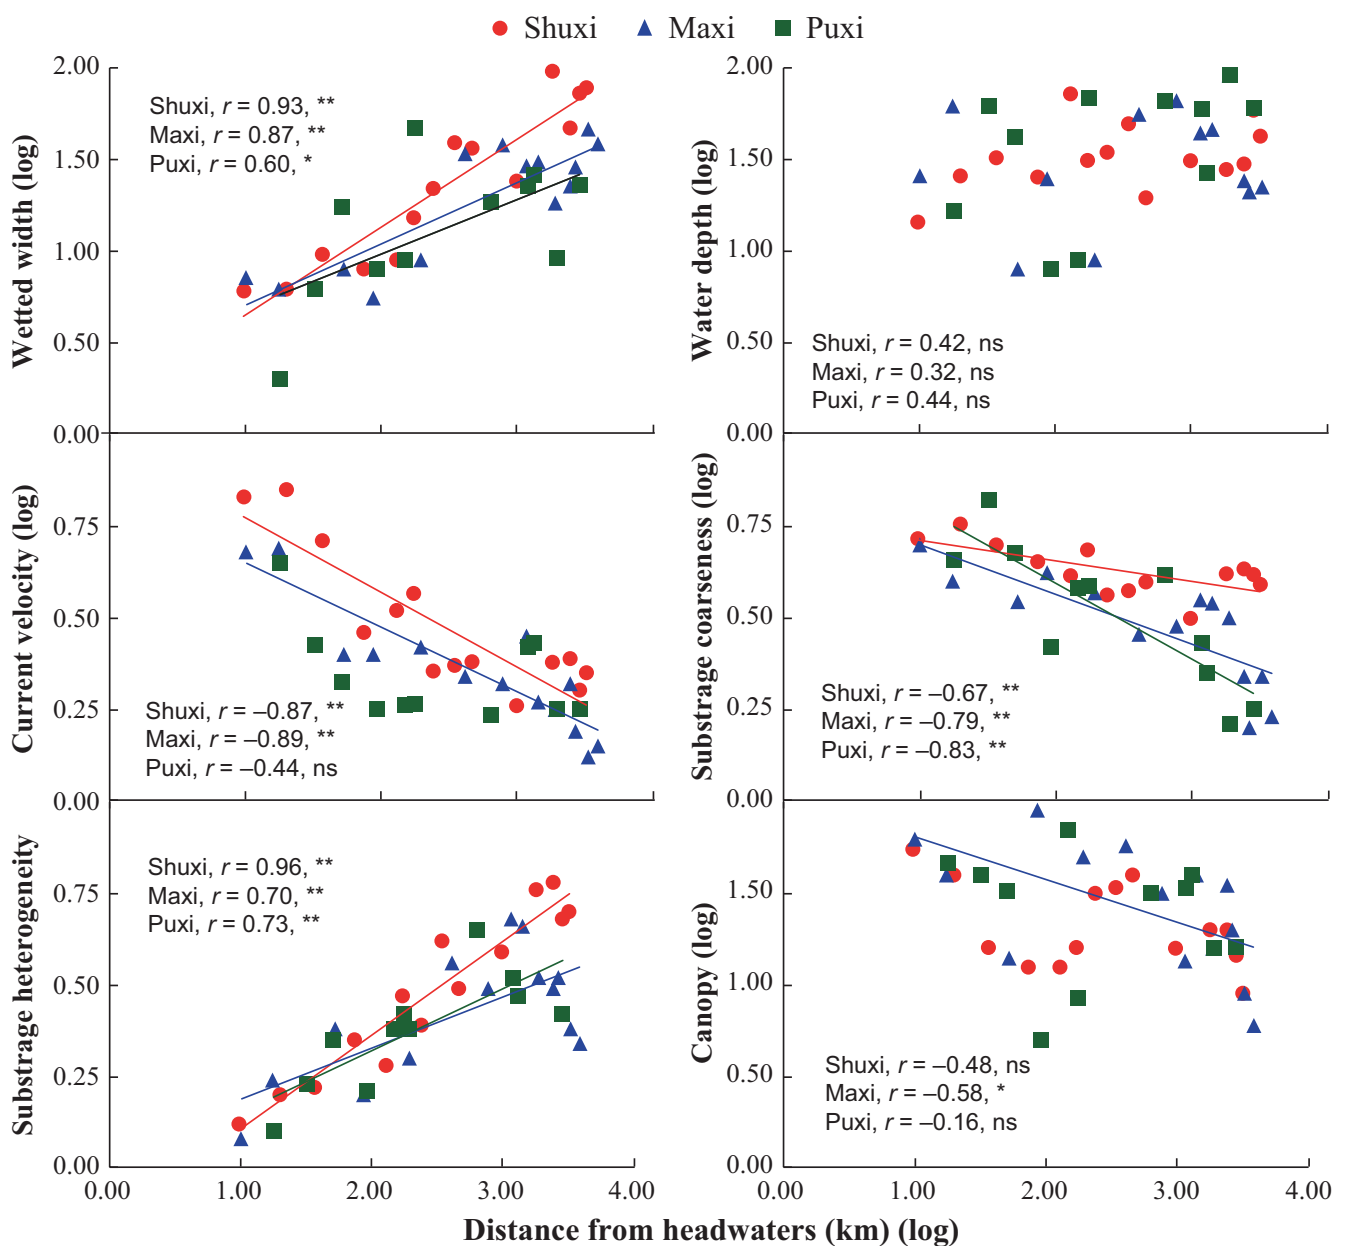 Shuxi Maxi Puxi
Wetted width (log)
2.00
1.50
1.00
0.50
0.00
Shuxi, r = 0.93, **
Maxi, r = 0.87, **
Puxi, r = 0.60, *
Water depth (log)
2.00
1.50
1.00
0.50
0.00
Shuxi, r = 0.42, ns
Maxi, r = 0.32, ns
Puxi, r = 0.44, ns
Current velocity (log)
0.75
0.50
0.25
0.00
Shuxi, r = –0.87, **
Maxi, r = –0.89, **
Puxi, r = –0.44, ns
Substrage coarseness (log)
0.75
0.50
0.25
0.00
Shuxi, r = –0.67, **
Maxi, r = –0.79, **
Puxi, r = –0.83, **
Substrage heterogeneity
0.75
0.50
0.25
0.00
Shuxi, r = 0.96, **
Maxi, r = 0.70, **
Puxi, r = 0.73, **
0.00 1.00 2.00 3.00 4.00
Canopy (log)
1.50
1.00
0.50
0.00
Shuxi, r = –0.48, ns
Maxi, r = –0.58, *
Puxi, r = –0.16, ns
0.00 1.00 2.00 3.00 4.00
Distance from headwaters (km) (log)